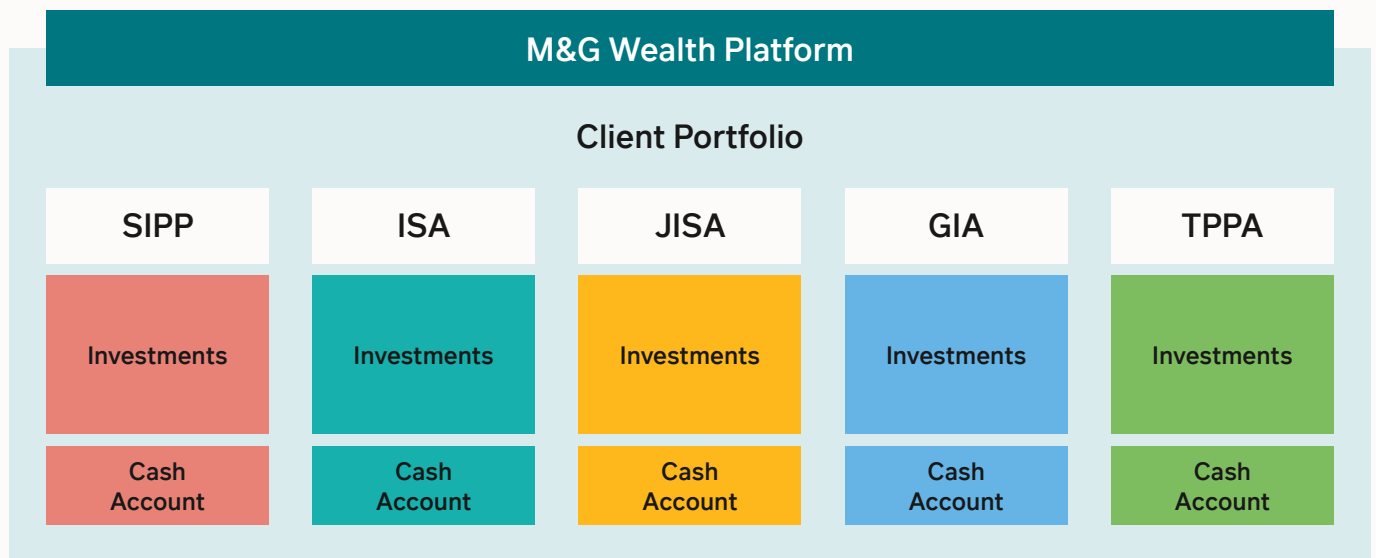 M&G Wealth Platform
Client Portfolio
SIPP
ISA
JISA
GIA
TPPA
Investments
Investments
Investments
Investments
Investments
Cash
Account
Cash
Account
Cash
Account
Cash
Account
Cash
Account